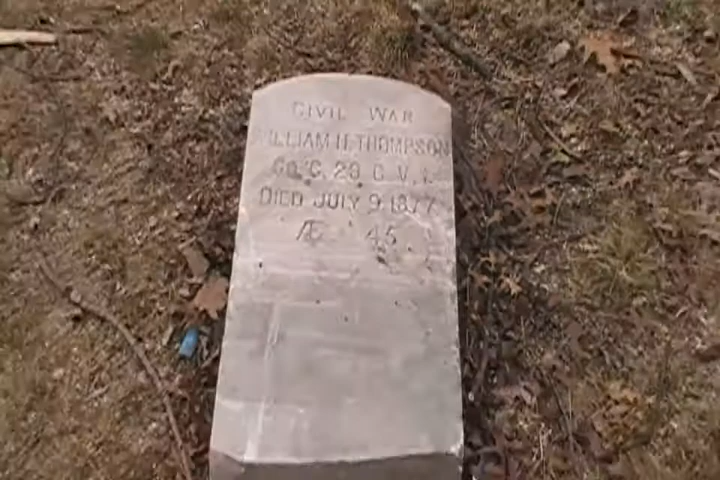 CIVIL WAR
WILLIAM H. THOMPSON
CO. C. 29. C. V. I.
DIED JULY 9, 1877
Æ 45.